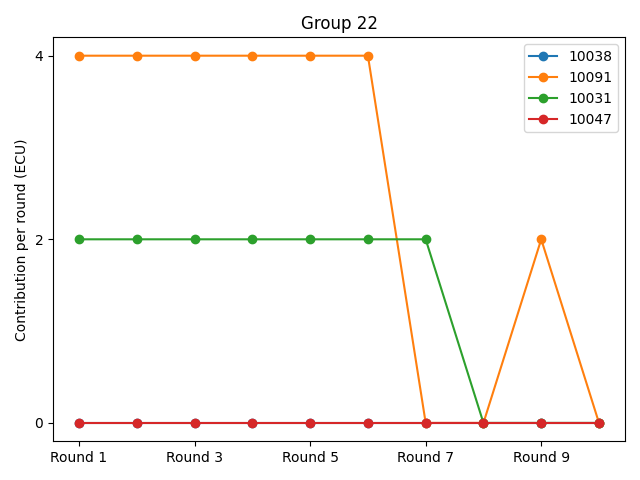 Group 22
4
2
0
Contribution per round (ECU)
10038
10091
10031
10047
Round 1
Round 3
Round 5
Round 7
Round 9